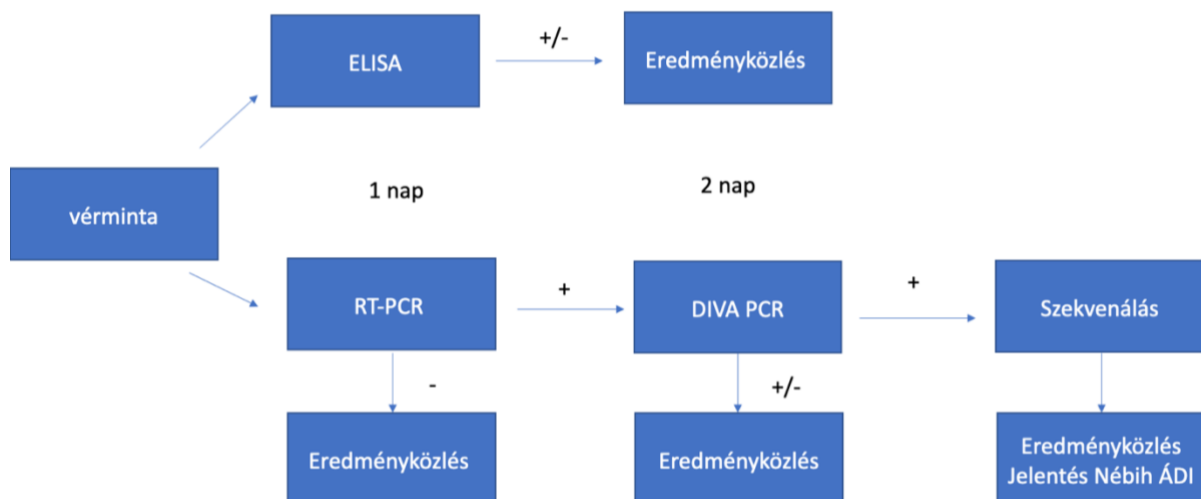 ELISA
+/-
Eredményközlés
vérminta
1 nap
2 nap
RT-PCR
+
DIVA PCR
+
Szekvenálás
-
+/-
Eredményközlés
Eredményközlés
Eredményközlés
Jelentés Nébih ÁDI